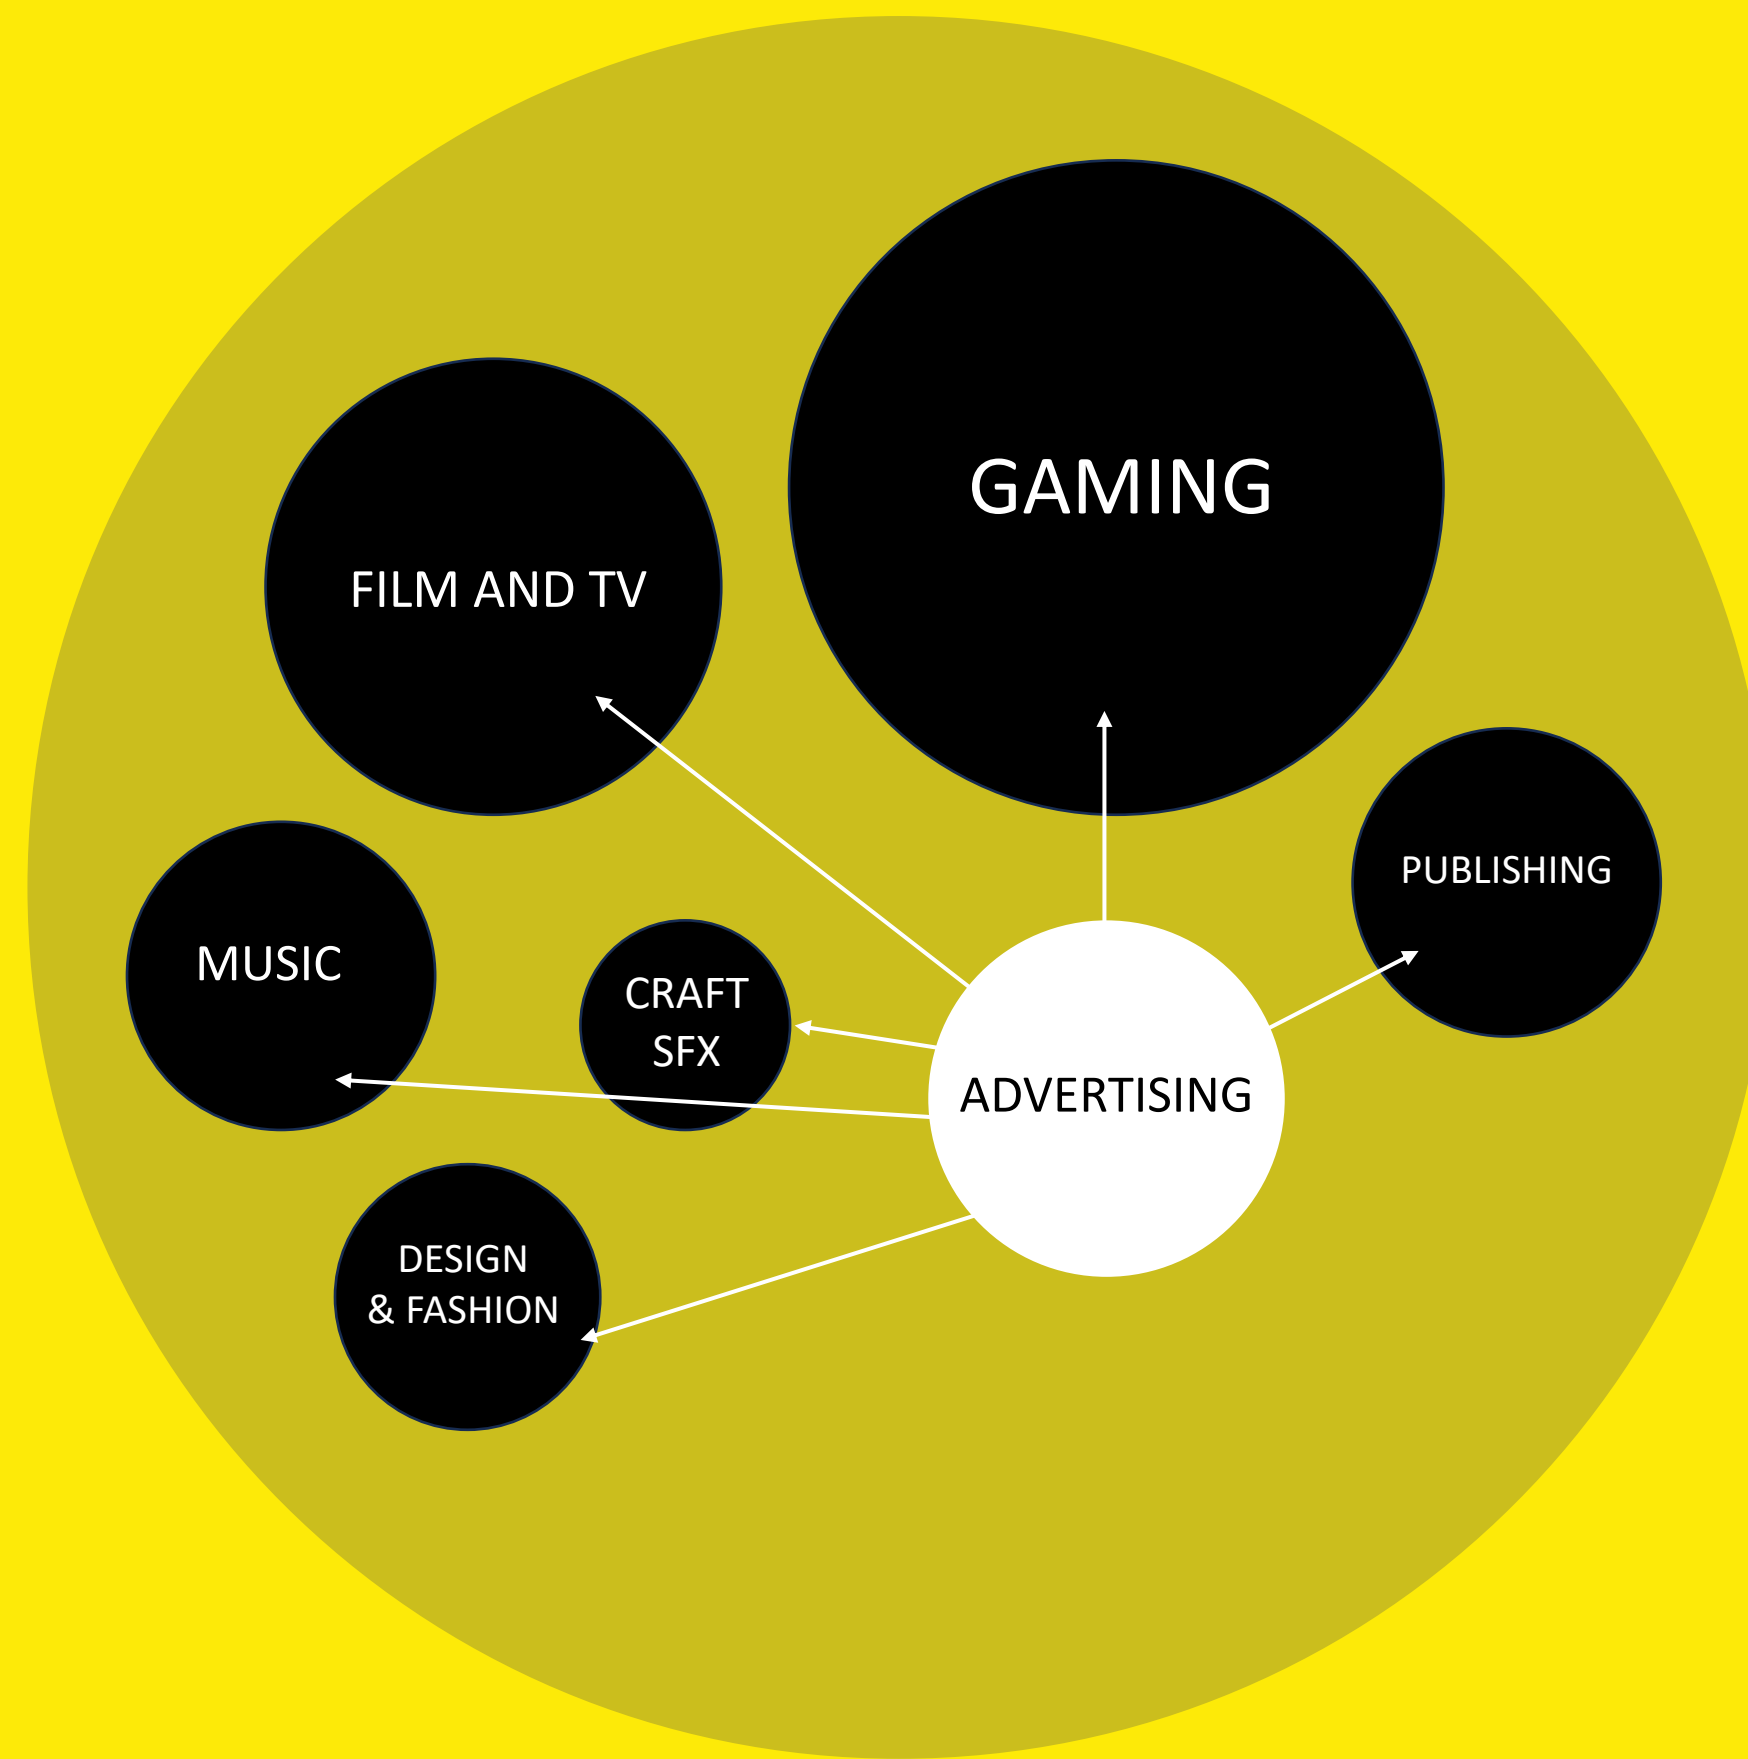 GAMING
FILM AND TV
PUBLISHING
MUSIC
CRAFT
SFX
ADVERTISING
DESIGN
& FASHION